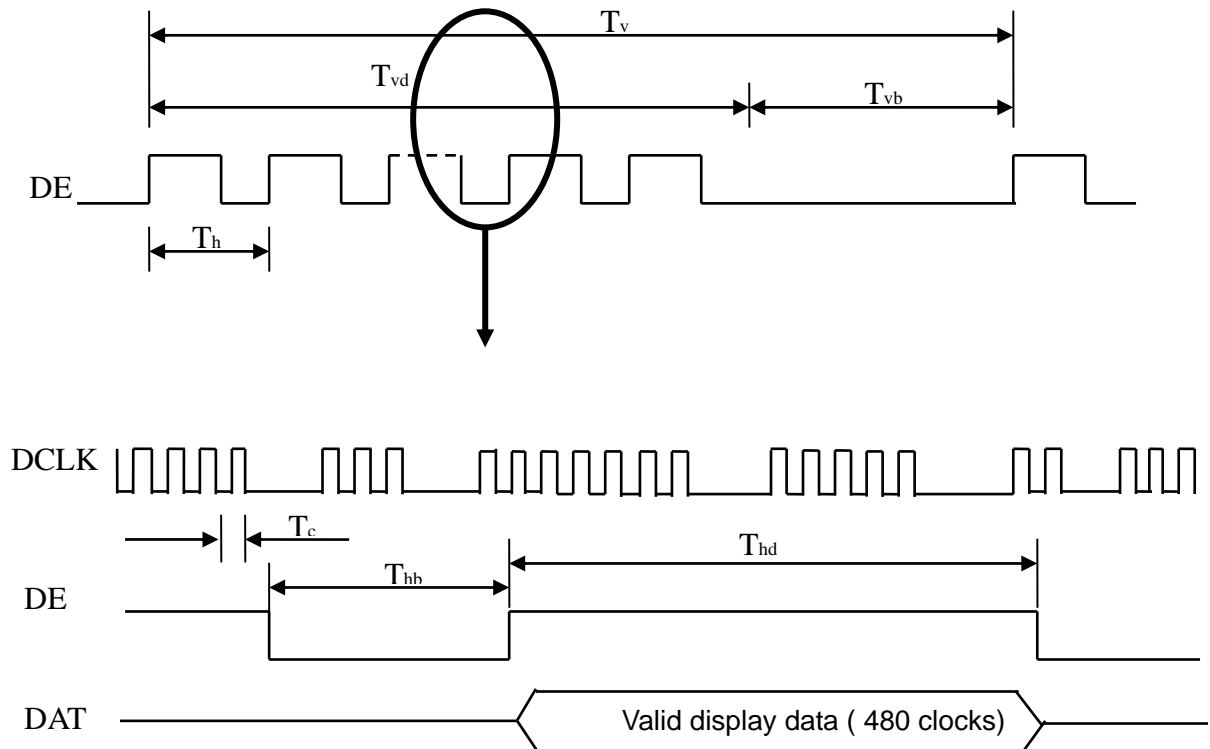 Tv
Tvd
Tvb
DE
Th
DCLK
Tc
Thd
Thb
DE
DAT
Valid display data ( 480 clocks)